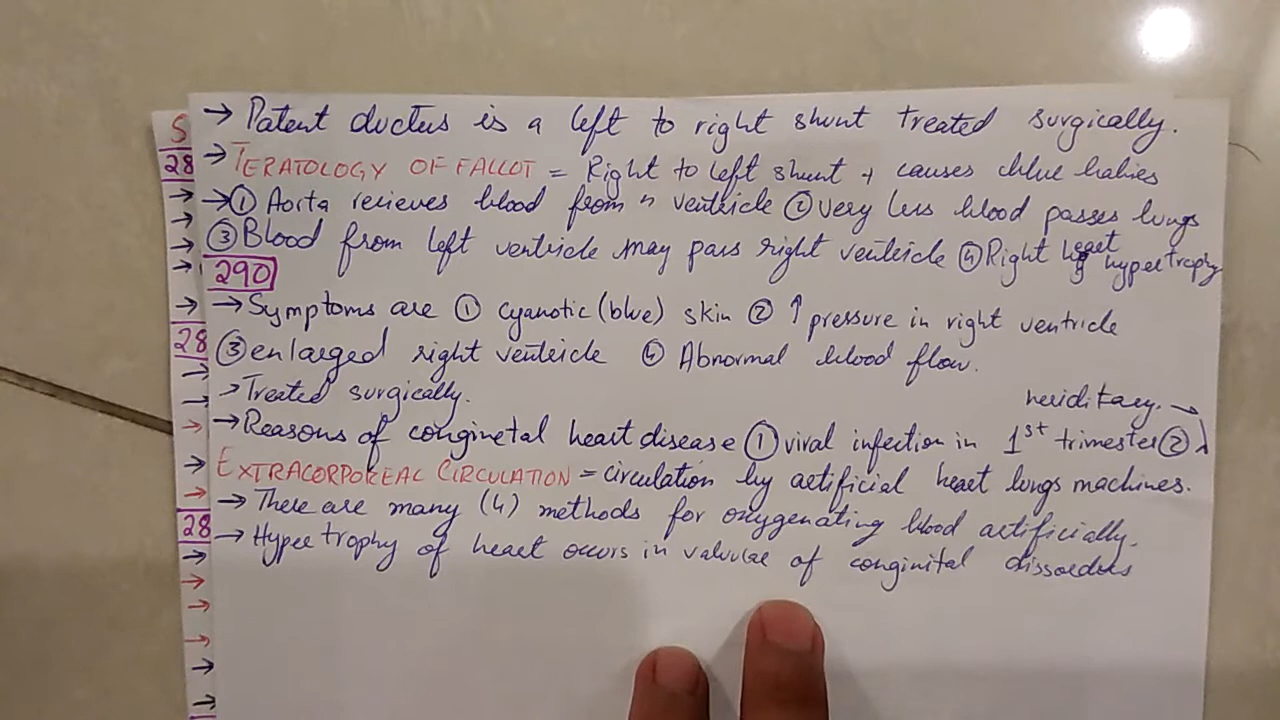 → Patent ductus is a left to right shunt treated surgically.
→ TERATOLOGY OF FALLOT = Right to left shunt + causes blue babies
→ ① Aorta recieves blood from " ventricle ② very less blood passes lungs
③ Blood from left ventricle may pass right ventricle ④ Right heart hypertrophy
290
→ Symptoms are ① cyanotic (blue) skin ② ↑ pressure in right ventricle
③ enlarged right ventricle ④ Abnormal blood flow.
→ Treated surgically.
heriditary. →
→ Reasons of conginetal heart disease ① viral infection in 1st trimester ②
EXTRACORPOREAL CIRCULATION = circulation by artificial heart lungs machines.
→ There are many (4) methods for oxygenating blood artificially.
→ Hypertrophy of heart occurs in valvular of conginital dissorders
S
28
28
28